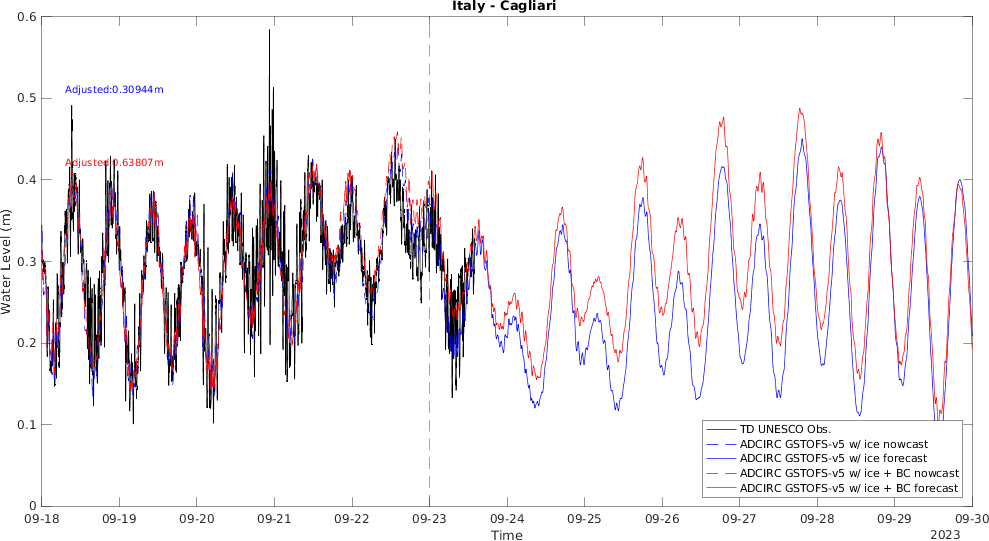 Italy - Cagliari
0.6
0.5
0.4
0.3
0.2
0.1
0
Water Level (m)
Adjusted:0.30944m
Adjusted:0.63807m
TD UNESCO Obs.
ADCIRC GSTOFS-v5 w/ ice nowcast
ADCIRC GSTOFS-v5 w/ ice forecast
ADCIRC GSTOFS-v5 w/ ice + BC nowcast
ADCIRC GSTOFS-v5 w/ ice + BC forecast
09-18 09-19 09-20 09-21 09-22 09-23 09-24 09-25 09-26 09-27 09-28 09-29 09-30
Time
2023